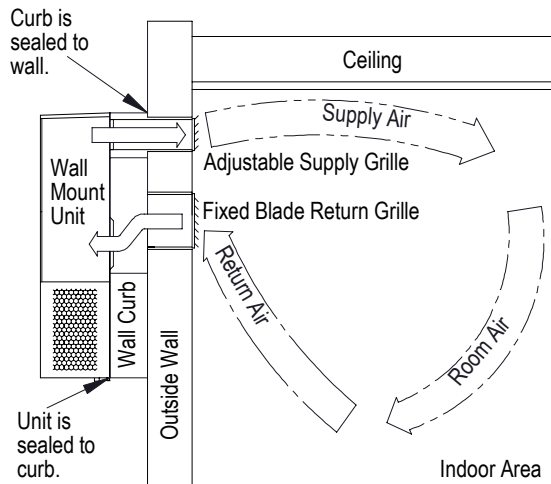 Curb is
sealed to
wall.
Ceiling
Supply Air
Adjustable Supply Grille
Wall
Mount
Unit
Fixed Blade Return Grille
Return Air
Room Air
Wall Curb
Outside Wall
Unit is
sealed to
curb.
Indoor Area